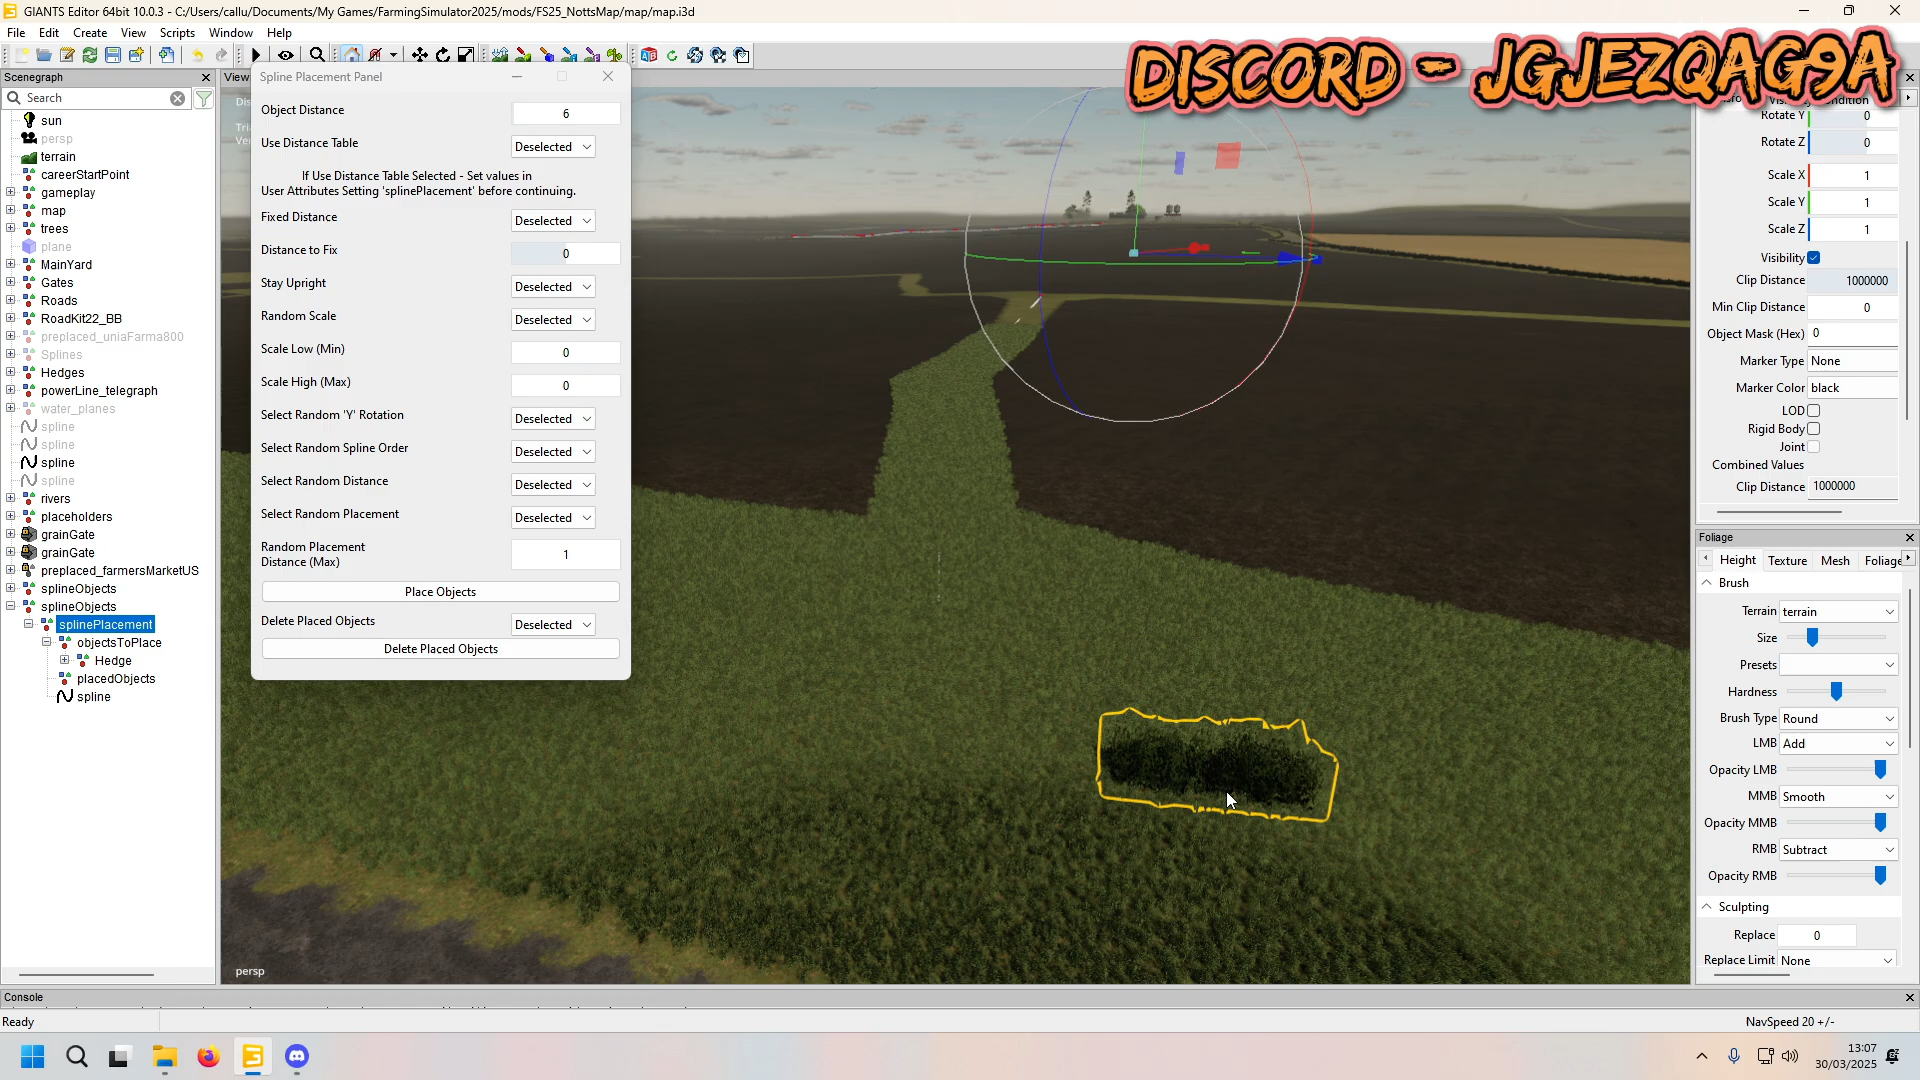 GIANTS Editor 64bit 10.0.3 - C:/Users/callu/Documents/My Games/FarmingSimulator2025/mods/FS25_NottsMap/map/map.i3d
File Edit Create View Scripts Window Help
DISCORD - JGJEZQAG9A
Scenegraph
Search
sun
persp
terrain
careerStartPoint
gameplay
map
trees
plane
MainYard
Gates
Roads
RoadKit22_BB
preplaced_uniaFarma800
Splines
Hedges
powerLine_telegraph
water_planes
spline
spline
spline
spline
rivers
placeholders
grainGate
grainGate
preplaced_farmersMarketUS
splineObjects
splineObjects
splinePlacement
objectsToPlace
Hedge
placedObjects
spline
View
Spline Placement Panel
Object Distance 6
Use Distance Table Deselected
If Use Distance Table Selected - Set values in
User Attributes Setting 'splinePlacement' before continuing.
Fixed Distance Deselected
Distance to Fix 0
Stay Upright Deselected
Random Scale Deselected
Scale Low (Min) 0
Scale High (Max) 0
Select Random 'Y' Rotation Deselected
Select Random Spline Order Deselected
Select Random Distance Deselected
Select Random Placement Deselected
Random Placement
Distance (Max) 1
Place Objects
Delete Placed Objects Deselected
Delete Placed Objects
persp
Rotate Y 0
Rotate Z 0
Scale X 1
Scale Y 1
Scale Z 1
Visibility
Clip Distance 1000000
Min Clip Distance 0
Object Mask (Hex) 0
Marker Type None
Marker Color black
LOD
Rigid Body
Joint
Combined Values
Clip Distance 1000000
Foliage
Height Texture Mesh Foliage
Brush
Terrain terrain
Size
Presets
Hardness
Brush Type Round
LMB Add
Opacity LMB
MMB Smooth
Opacity MMB
RMB Subtract
Opacity RMB
Sculpting
Replace 0
Replace Limit None
Console
Ready
NavSpeed 20 +/-
13:07
30/03/2025